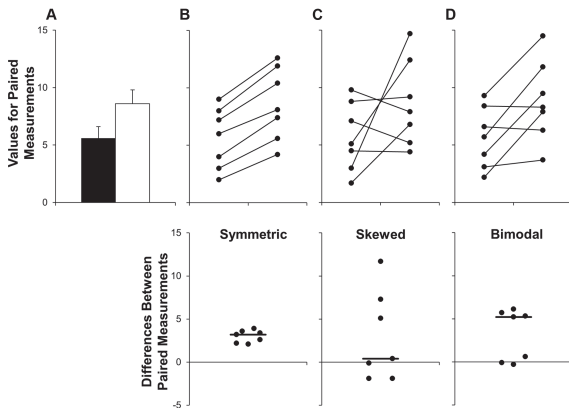 A
B
C
D
Values for Paired
Measurements
15
10
5
0
Symmetric
Skewed
Bimodal
Differences Between
Paired Measurements
15
10
5
0
-5